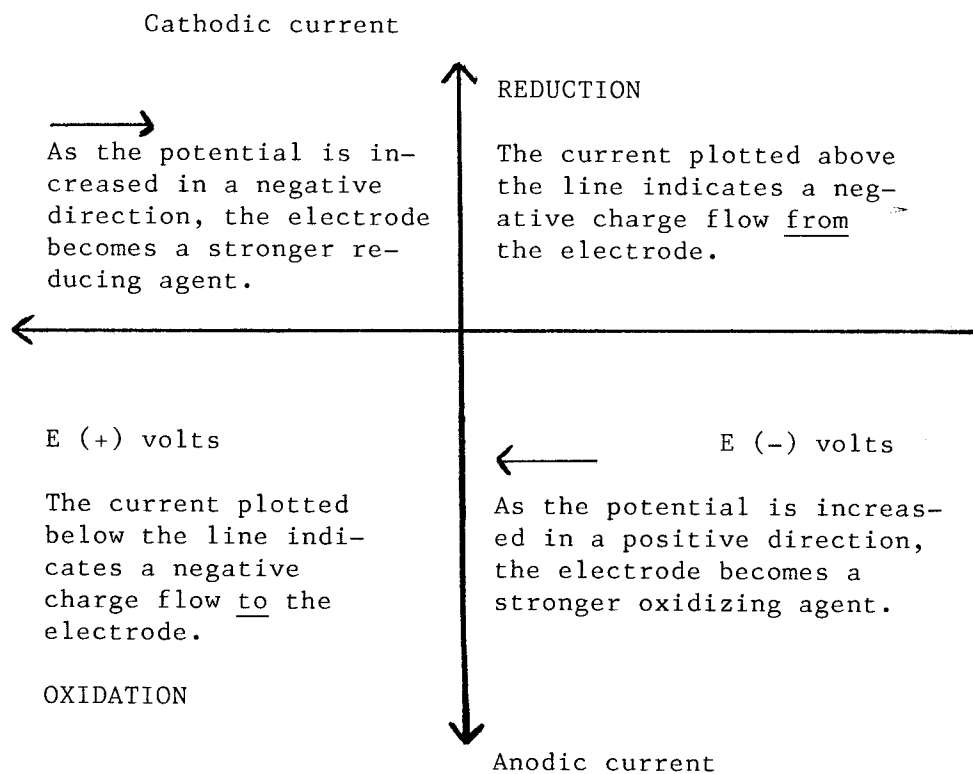 Cathodic current
REDUCTION
As the potential is in-
creased in a negative
direction, the electrode
becomes a stronger re-
ducing agent.
The current plotted above
the line indicates a neg-
ative charge flow from
the electrode.
E (+) volts
The current plotted
below the line indi-
cates a negative
charge flow to the
electrode.
OXIDATION
E (-) volts
As the potential is increas-
ed in a positive direction,
the electrode becomes a
stronger oxidizing agent.
Anodic current